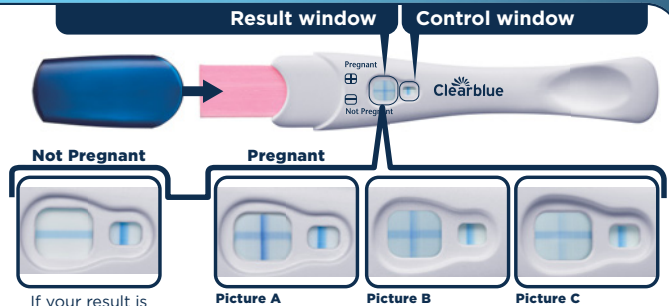 Result window
Control window
Pregnant
Not Pregnant
Clearblue
Not Pregnant
Pregnant
If your result is
Picture A
Picture B
Picture C